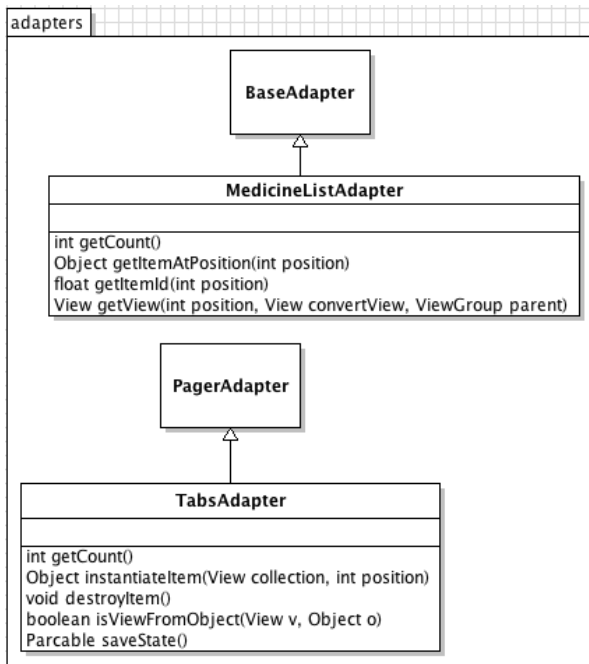 adapters
BaseAdapter
MedicineListAdapter
int getCount()
Object getItemAtPosition(int position)
float getItemId(int position)
View getView(int position, View convertView, ViewGroup parent)
PagerAdapter
TabsAdapter
int getCount()
Object instantiateItem(View collection, int position)
void destroyItem()
boolean isViewFromObject(View v, Object o)
Parcable saveState()